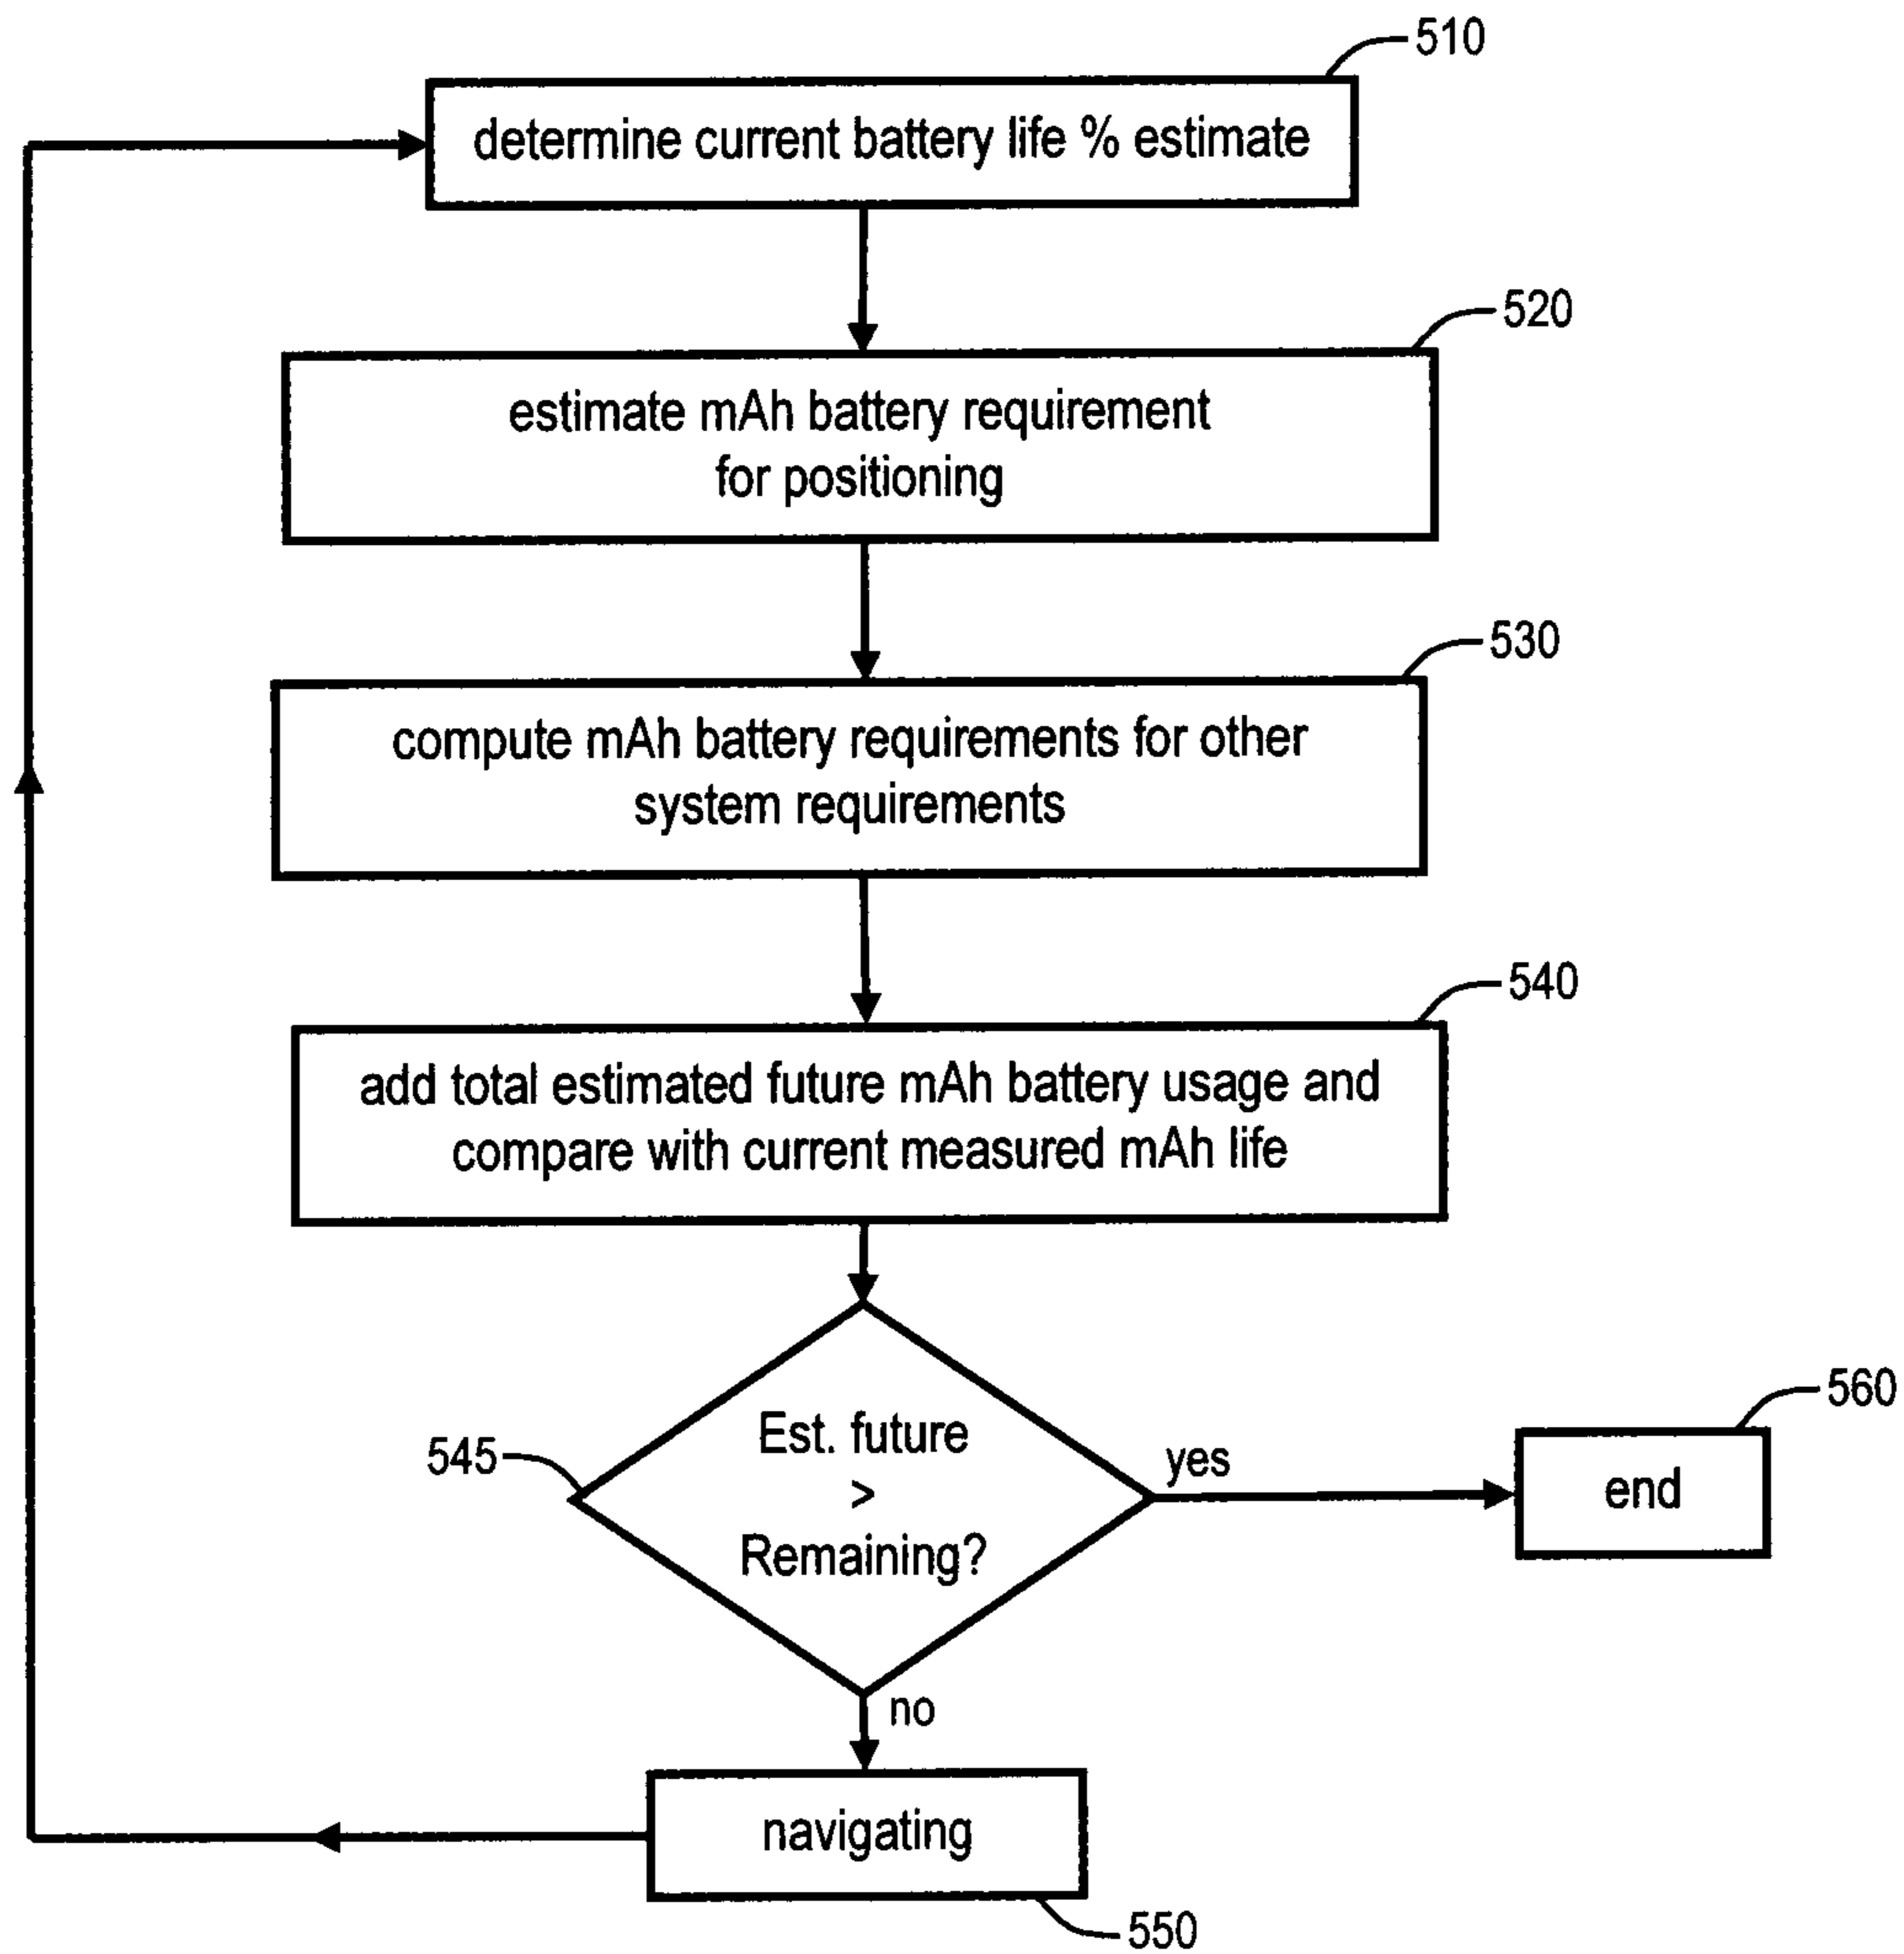 510
determine current battery life % estimate
520
estimate mAh battery requirement
for positioning
530
compute mAh battery requirements for other
system requirements
540
add total estimated future mAh battery usage and
compare with current measured mAh life
545
Est. future
>
Remaining?
yes
560
end
no
navigating
550